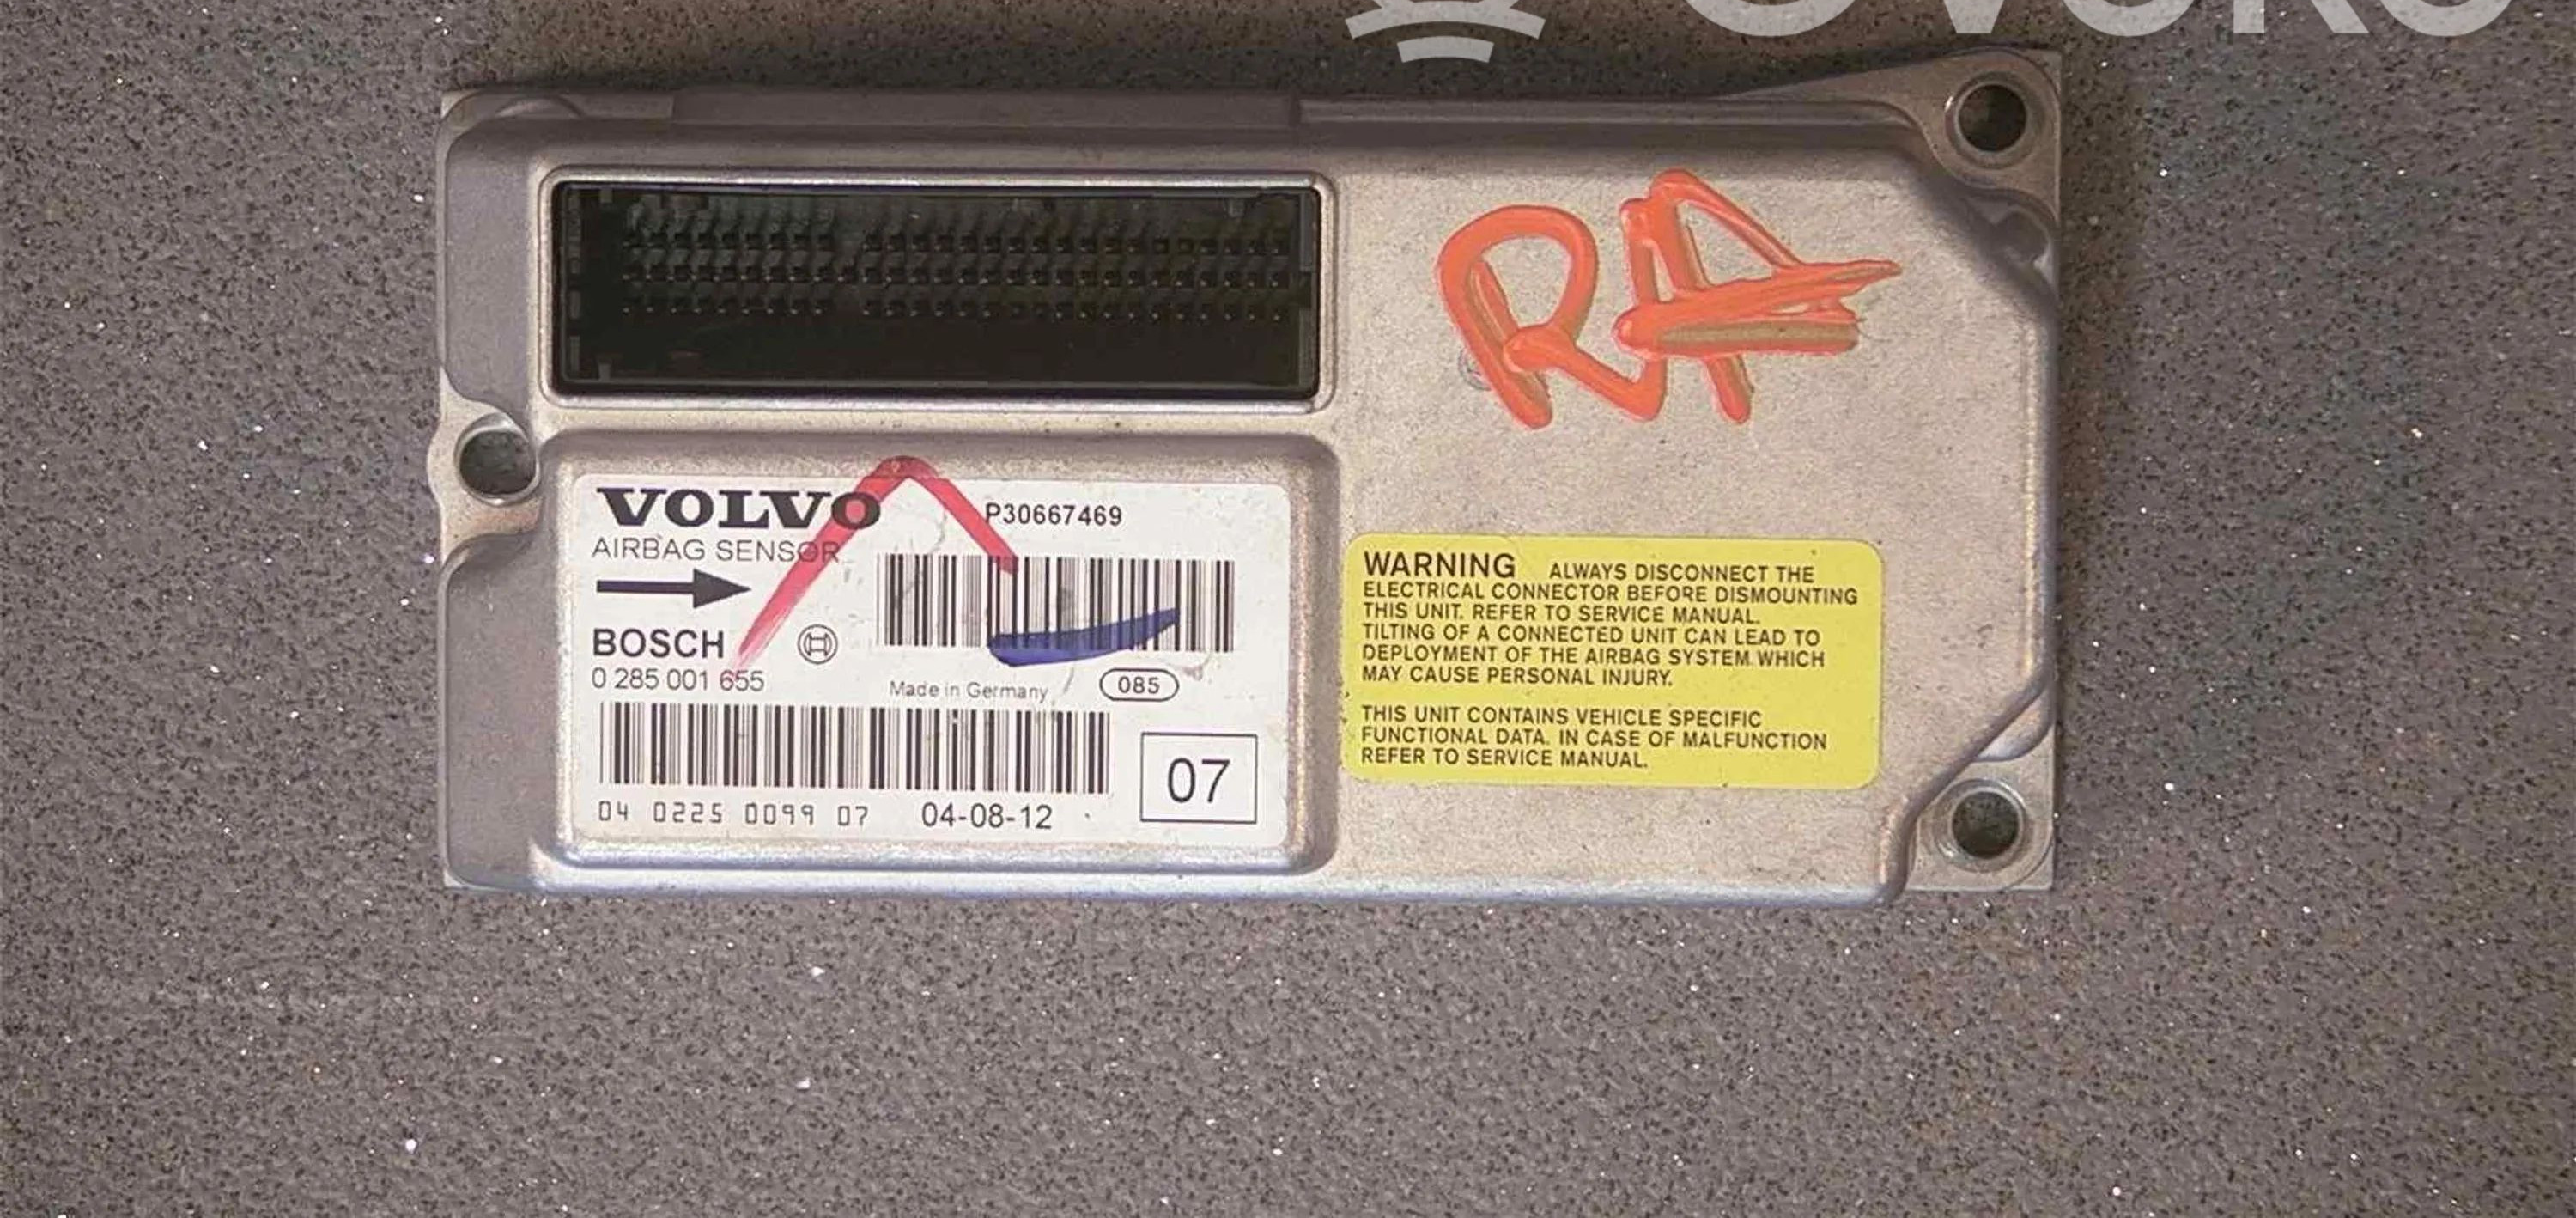 RA
VOLVO
P30667469
AIRBAG SENSOR
BOSCH
0 285 001 655
Made in Germany
085
04 0225 0099 07
04-08-12
07
WARNING ALWAYS DISCONNECT THE
ELECTRICAL CONNECTOR BEFORE DISMOUNTING
THIS UNIT. REFER TO SERVICE MANUAL.
TILTING OF A CONNECTED UNIT CAN LEAD TO
DEPLOYMENT OF THE AIRBAG SYSTEM WHICH
MAY CAUSE PERSONAL INJURY.
THIS UNIT CONTAINS VEHICLE SPECIFIC
FUNCTIONAL DATA. IN CASE OF MALFUNCTION
REFER TO SERVICE MANUAL.